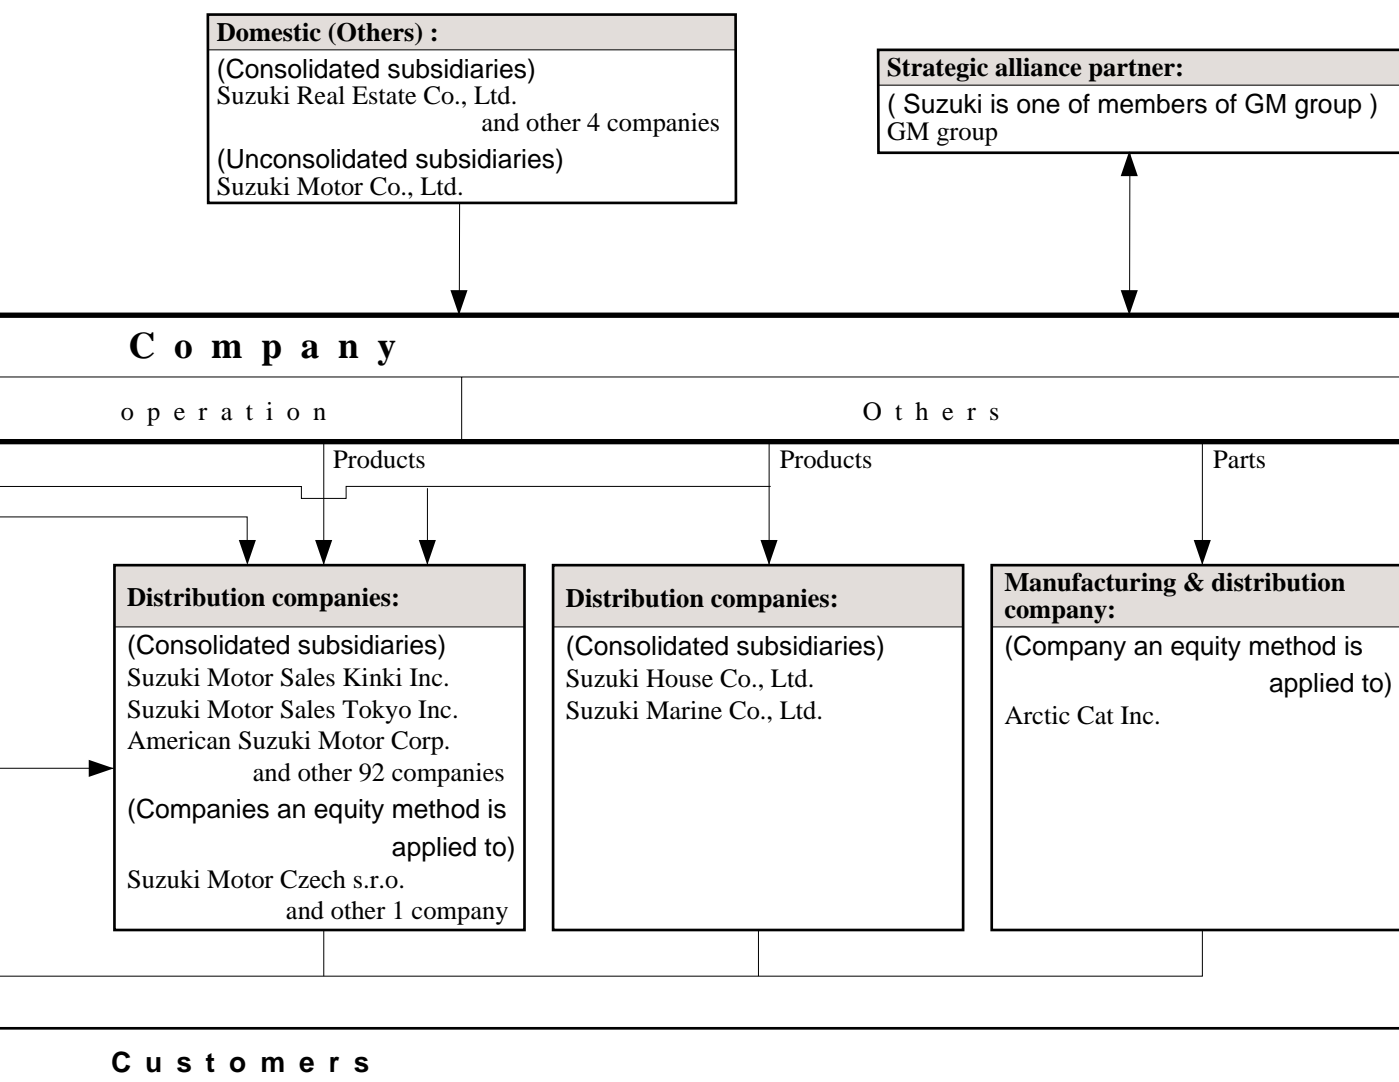 Domestic (Others) :
(Consolidated subsidiaries)
Suzuki Real Estate Co., Ltd.
and other 4 companies
(Unconsolidated subsidiaries)
Suzuki Motor Co., Ltd.
Strategic alliance partner:
( Suzuki is one of members of GM group )
GM group
Company
operation
Others
Products
Products
Parts
Distribution companies:
(Consolidated subsidiaries)
Suzuki Motor Sales Kinki Inc.
Suzuki Motor Sales Tokyo Inc.
American Suzuki Motor Corp.
and other 92 companies
(Companies an equity method is
applied to)
Suzuki Motor Czech s.r.o.
and other 1 company
Distribution companies:
(Consolidated subsidiaries)
Suzuki House Co., Ltd.
Suzuki Marine Co., Ltd.
Manufacturing & distribution
company:
(Company an equity method is
applied to)
Arctic Cat Inc.
Customers